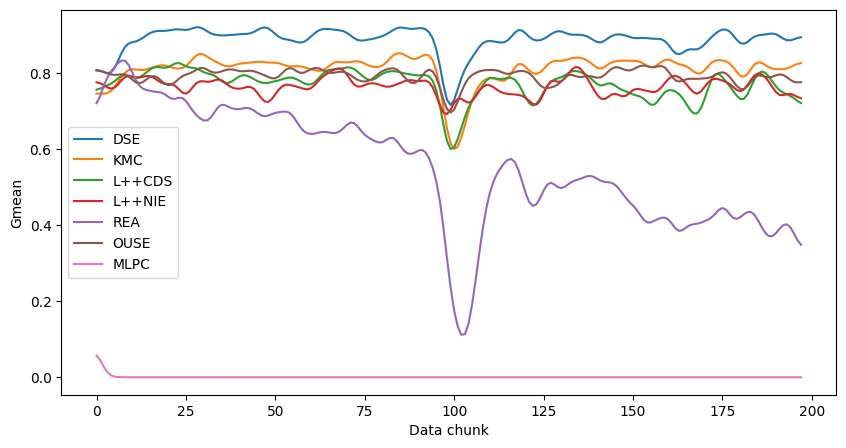 Gmean
0.8
0.6
0.4
0.2
0.0
DSE
KMC
L++CDS
L++NIE
REA
OUSE
MLPC
0 25 50 75 100 125 150 175 200
Data chunk